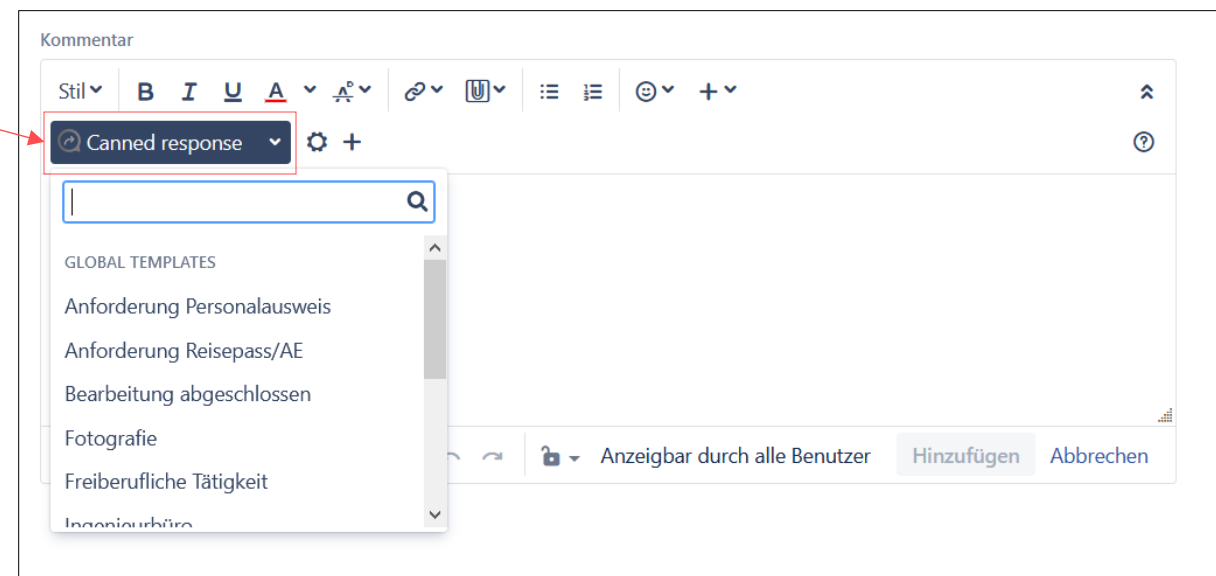 Kommentar
Stil B I U A
Canned response
GLOBAL TEMPLATES
Anforderung Personalausweis
Anforderung Reisepass/AE
Bearbeitung abgeschlossen
Fotografie
Freiberufliche Tätigkeit
Ingenieurbüro
Anzeigbar durch alle Benutzer Hinzufügen Abbrechen